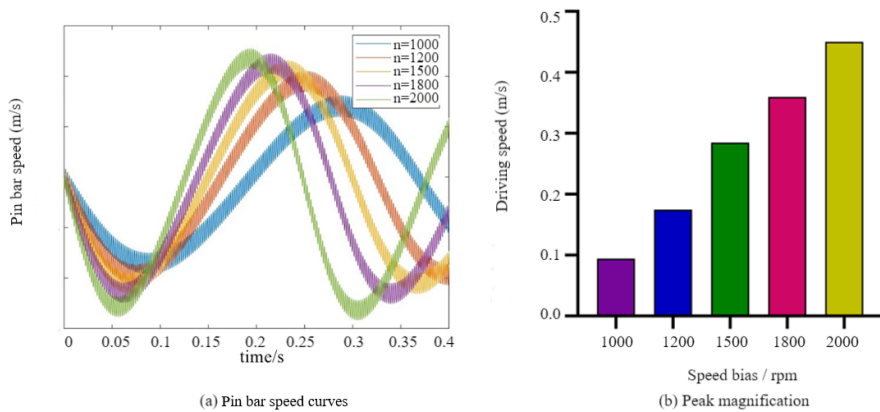 Pin bar speed (m/s)
n=1000
n=1200
n=1500
n=1800
n=2000
0 0.05 0.1 0.15 0.2 0.25 0.3 0.35 0.4
time/s
(a) Pin bar speed curves
Driving speed (m/s)
0.5
0.4
0.3
0.2
0.1
0.0
1000 1200 1500 1800 2000
Speed bias / rpm
(b) Peak magnification